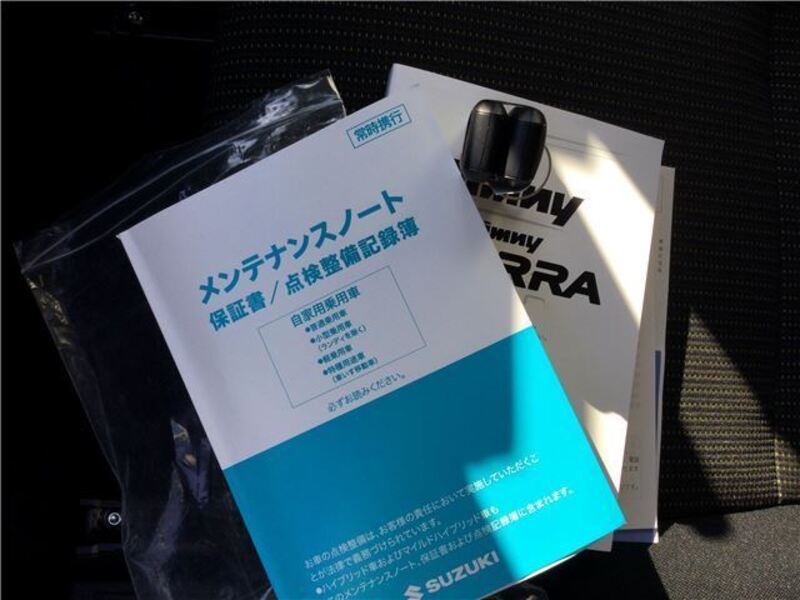 常時携行
メンテナンスノート
保証書/点検整備記録簿
自家用乗用車
●普通乗用車
●小型乗用車
(ランディを除く)
●軽乗用車
●特種用途車
(車いす移動車)
必ずお読みください。
お車の点検整備は、お客様の責任において実施していただくこ
とが法律で義務づけられています。
●ハイブリッド車およびマイルドハイブリッド車も
このメンテナンスノート、保証書および点検記録簿に含まれます。
SUZUKI
Jimny
Jimny